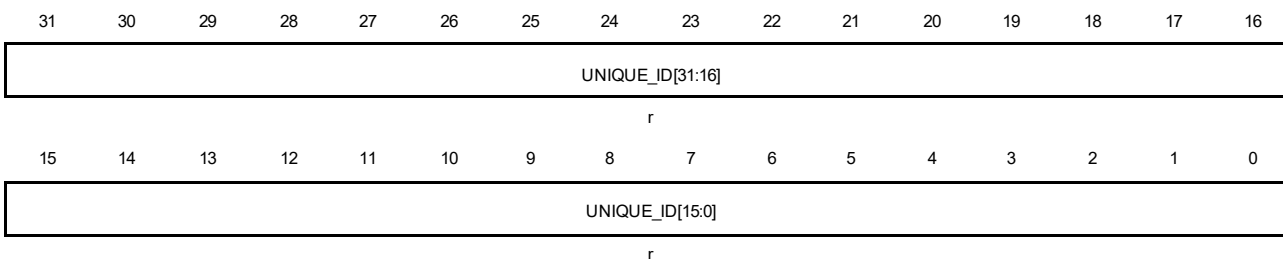 31 30 29 28 27 26 25 24 23 22 21 20 19 18 17 16
UNIQUE_ID[31:16]
r
15 14 13 12 11 10 9 8 7 6 5 4 3 2 1 0
UNIQUE_ID[15:0]
r